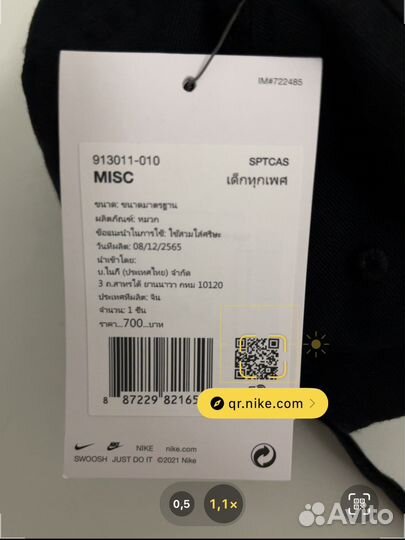 IM#722485
913011-010 SPTCAS
MISC เด็กทุกเพศ
ขนาด: ขนาดมาตรฐาน
ผลิตภัณฑ์: หมวก
ข้อแนะนำในการใช้: ใช้สวมใส่ศรีษะ
วันที่ผลิต: 08/12/2565
นำเข้าโดย:
บ.ไนกี้ (ประเทศไทย) จำกัด
3 ถ.สาทรใต้ ยานนาวา กทม 10120
ประเทศที่ผลิต: จีน
จำนวน: 1 ชิ้น
ราคา...700...บาท
8 87229 82165
qr.nike.com
NIKE nike.com
SWOOSH JUST DO IT ©2021 Nike
0,5 1,1×
Avito